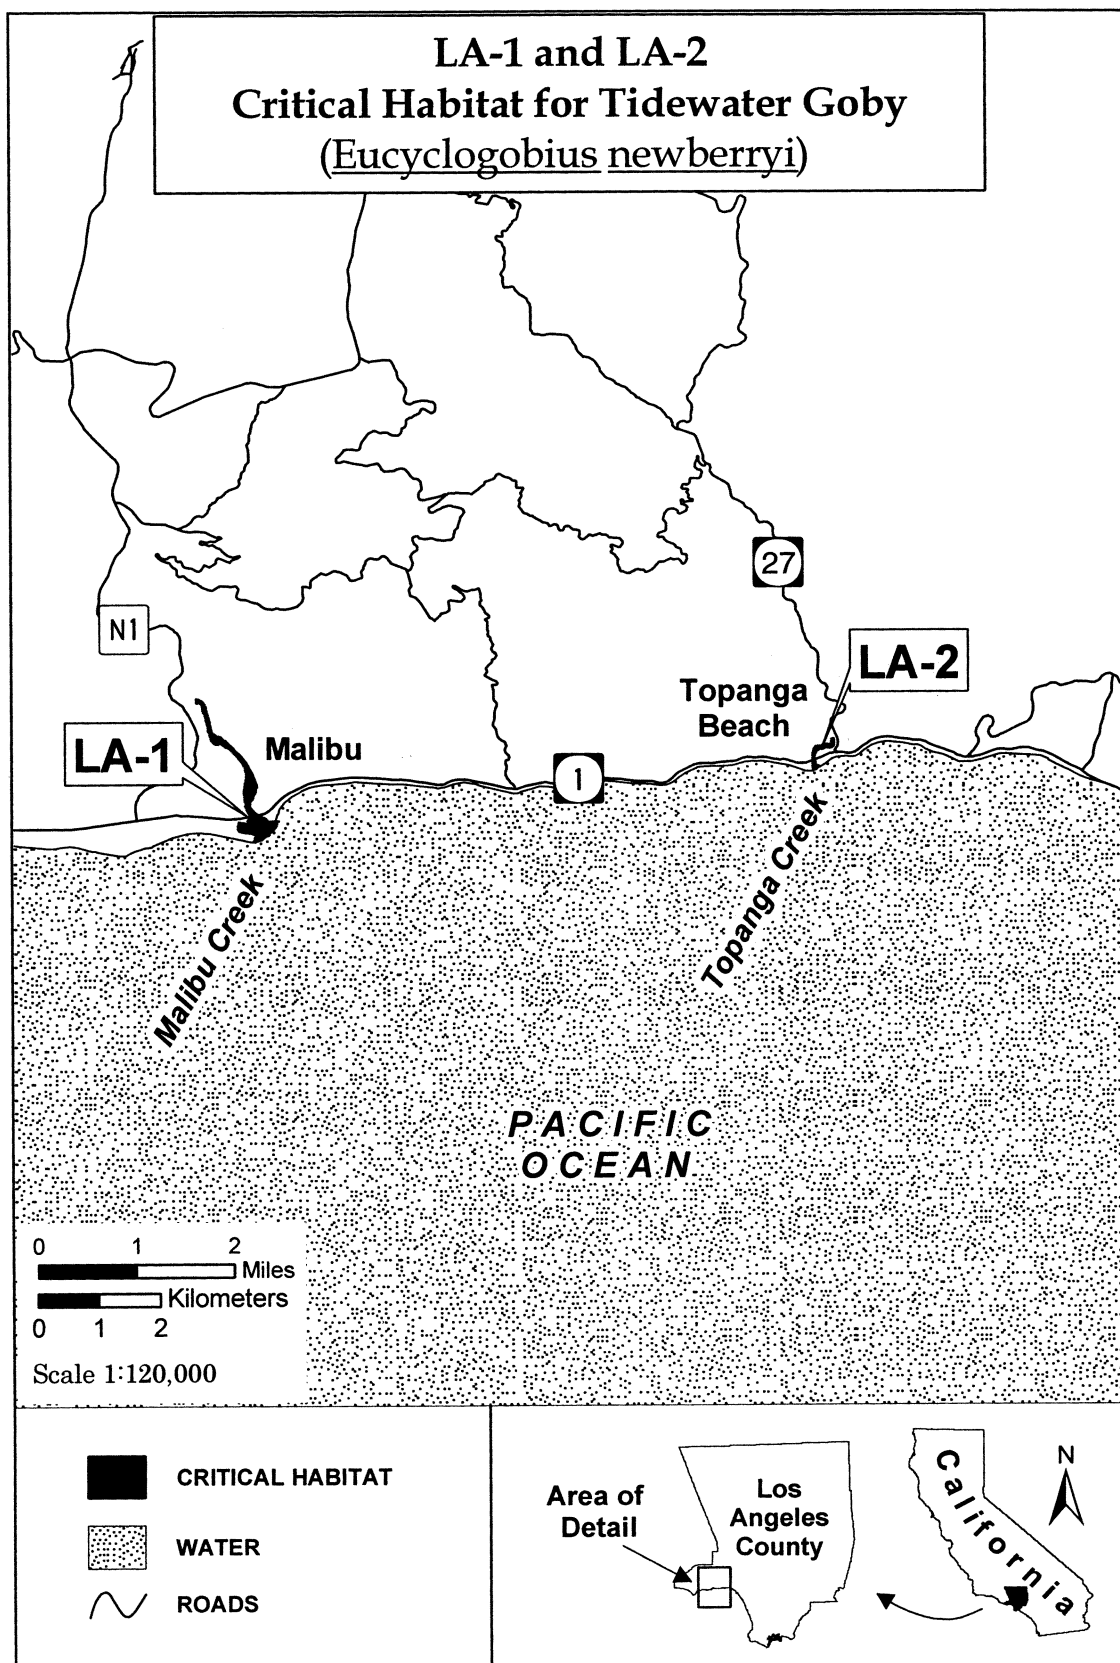 LA-1 and LA-2
Critical Habitat for Tidewater Goby
(Eucyclogobius newberryi)
27
N1
LA-2
Topanga
Beach
LA-1
Malibu
1
Malibu Creek
Topanga Creek
PACIFIC
OCEAN
0 1 2
Miles
Kilometers
0 1 2
Scale 1:120,000
CRITICAL HABITAT
WATER
ROADS
Area of
Detail
Los
Angeles
County
California
N